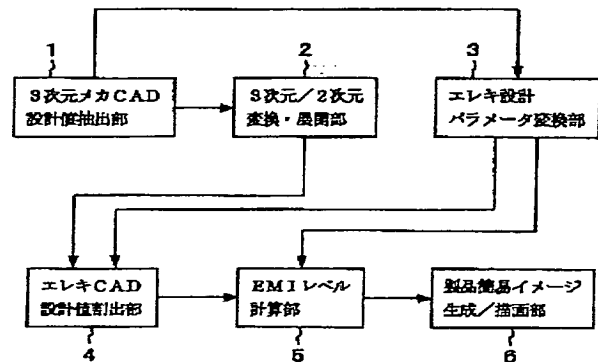 1
3次元メカCAD
設計値抽出部
2
3次元／2次元
変換・展開部
3
エレキ設計
パラメータ変換部
エレキCAD
設計値割出部
4
EMIレベル
計算部
5
製品簡易イメージ
生成／描画部
6